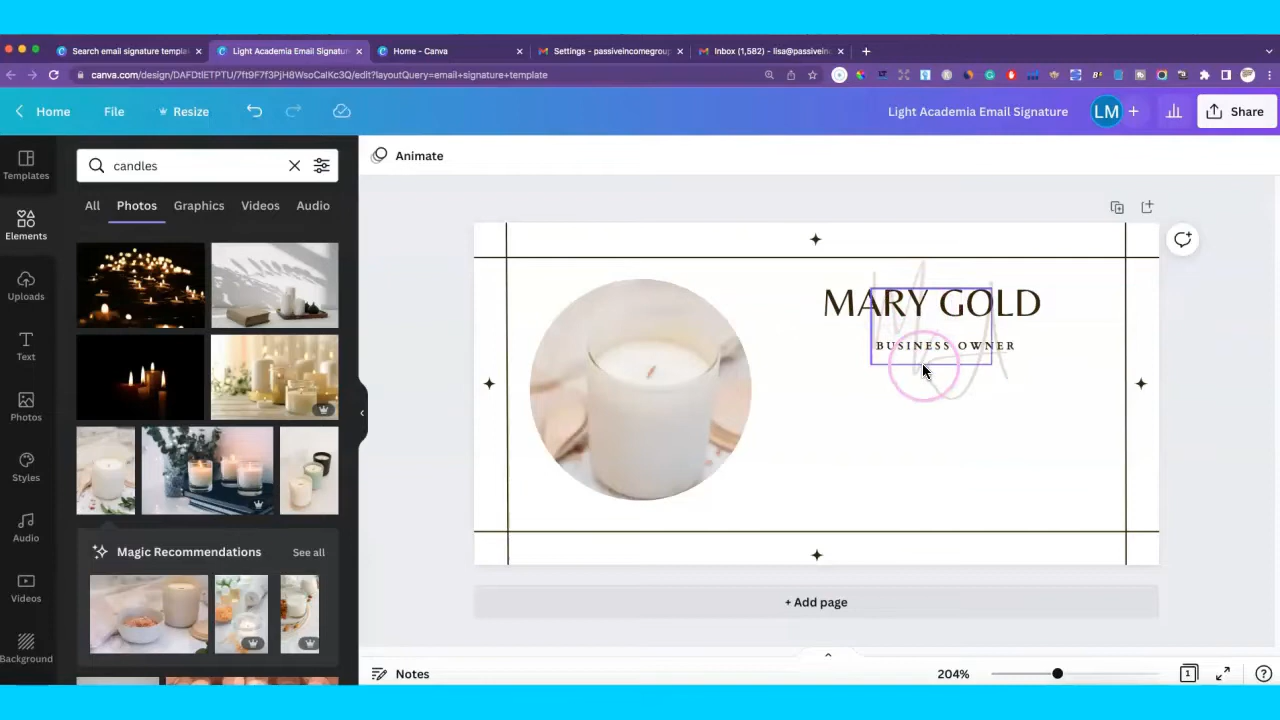 Search email signature templa
Light Academia Email Signature
Home - Canva
Settings - passiveincomegroup
Inbox (1,582) - lisa@passivein
canva.com/design/DAFDtlETPTU/7ft9F7f3PjH8WsoCalKc3Q/edit?layoutQuery=email+signature+template
Home
File
Resize
Light Academia Email Signature
LM
Share
Templates
Elements
Uploads
Text
Photos
Styles
Audio
Videos
Background
candles
All
Photos
Graphics
Videos
Audio
Magic Recommendations
See all
Animate
MARY GOLD
BUSINESS OWNER
+ Add page
Notes
204%
1